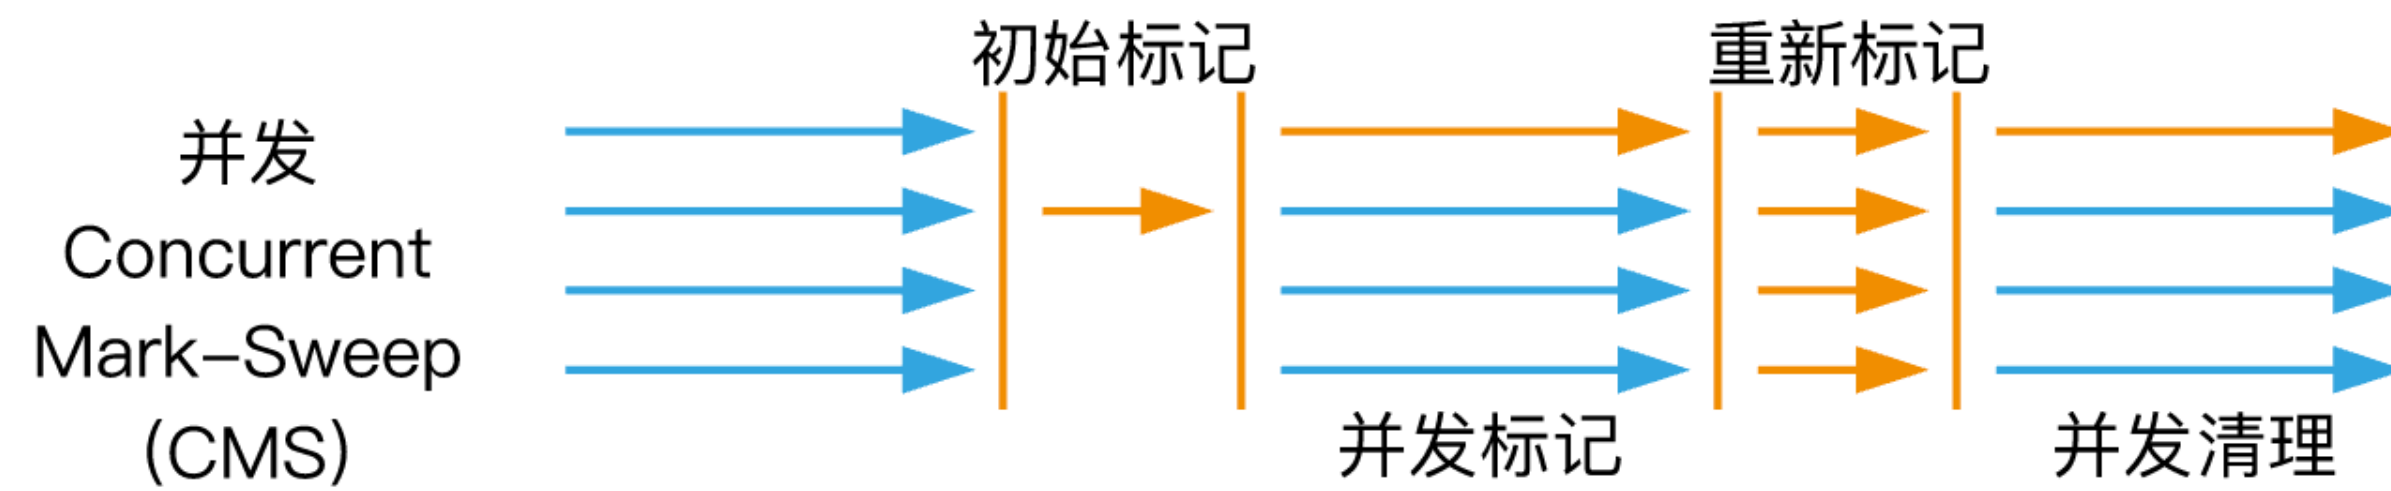 初始标记
重新标记
并发
Concurrent
Mark–Sweep
(CMS)
并发标记
并发清理